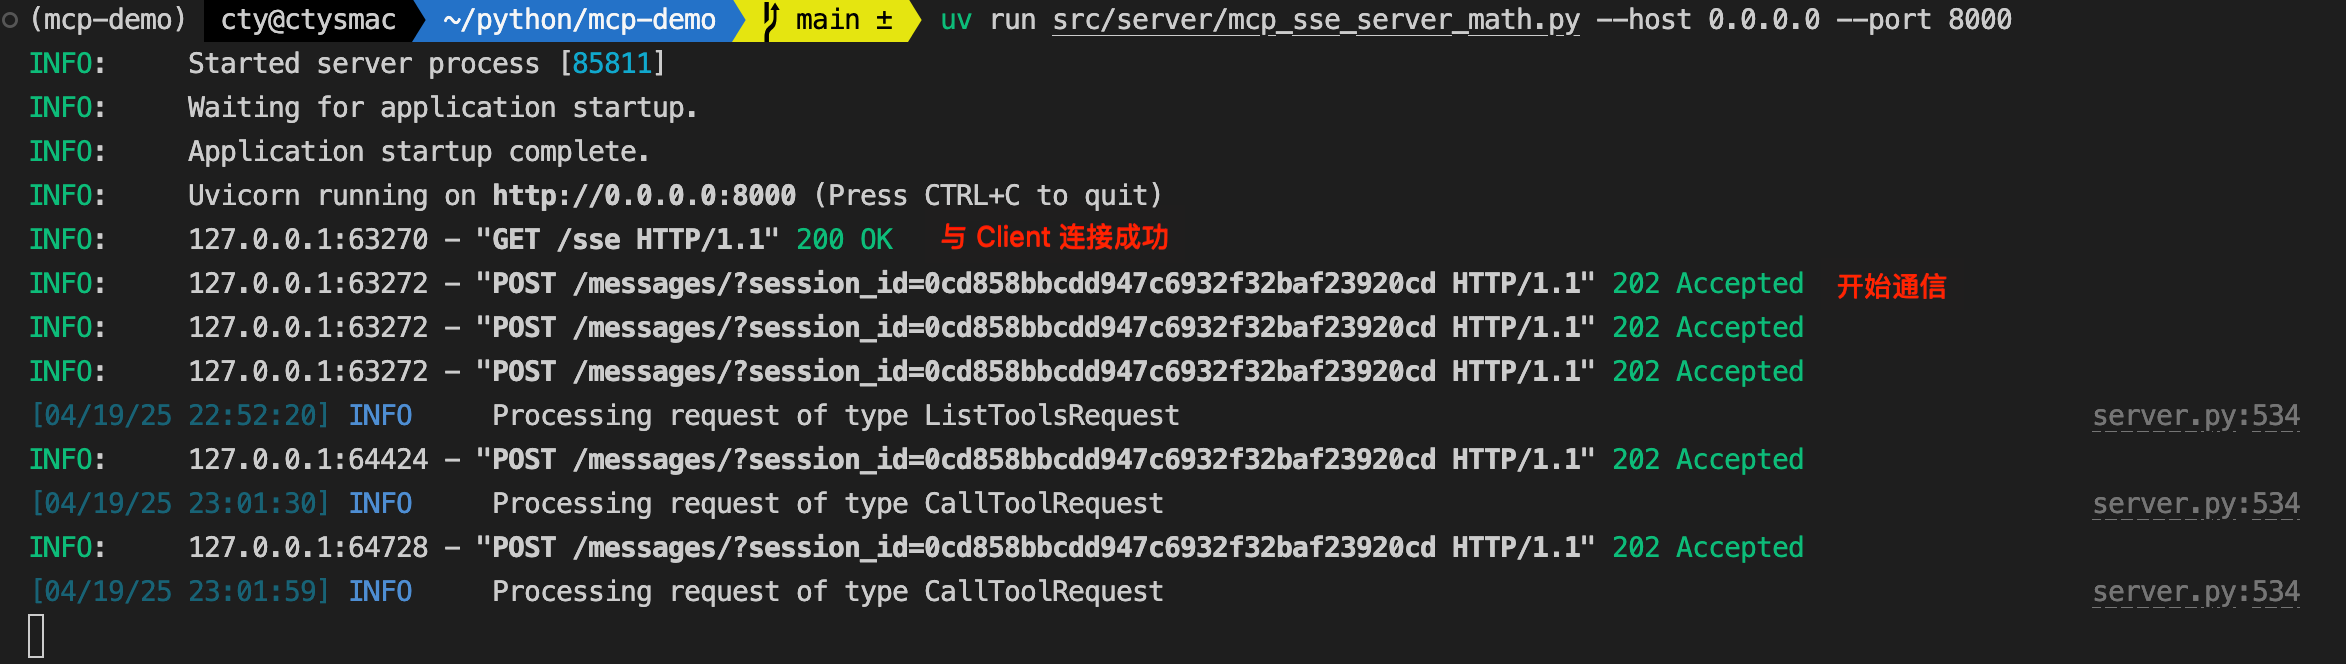 (mcp-demo) cty@ctysmac ~/python/mcp-demo main ± uv run src/server/mcp_sse_server_math.py --host 0.0.0.0 --port 8000
INFO: Started server process [85811]
INFO: Waiting for application startup.
INFO: Application startup complete.
INFO: Uvicorn running on http://0.0.0.0:8000 (Press CTRL+C to quit)
INFO: 127.0.0.1:63270 - "GET /sse HTTP/1.1" 200 OK 与 Client 连接成功
INFO: 127.0.0.1:63272 - "POST /messages/?session_id=0cd858bbcdd947c6932f32baf23920cd HTTP/1.1" 202 Accepted 开始通信
INFO: 127.0.0.1:63272 - "POST /messages/?session_id=0cd858bbcdd947c6932f32baf23920cd HTTP/1.1" 202 Accepted
INFO: 127.0.0.1:63272 - "POST /messages/?session_id=0cd858bbcdd947c6932f32baf23920cd HTTP/1.1" 202 Accepted
[04/19/25 22:52:20] INFO Processing request of type ListToolsRequest server.py:534
INFO: 127.0.0.1:64424 - "POST /messages/?session_id=0cd858bbcdd947c6932f32baf23920cd HTTP/1.1" 202 Accepted
[04/19/25 23:01:30] INFO Processing request of type CallToolRequest server.py:534
INFO: 127.0.0.1:64728 - "POST /messages/?session_id=0cd858bbcdd947c6932f32baf23920cd HTTP/1.1" 202 Accepted
[04/19/25 23:01:59] INFO Processing request of type CallToolRequest server.py:534